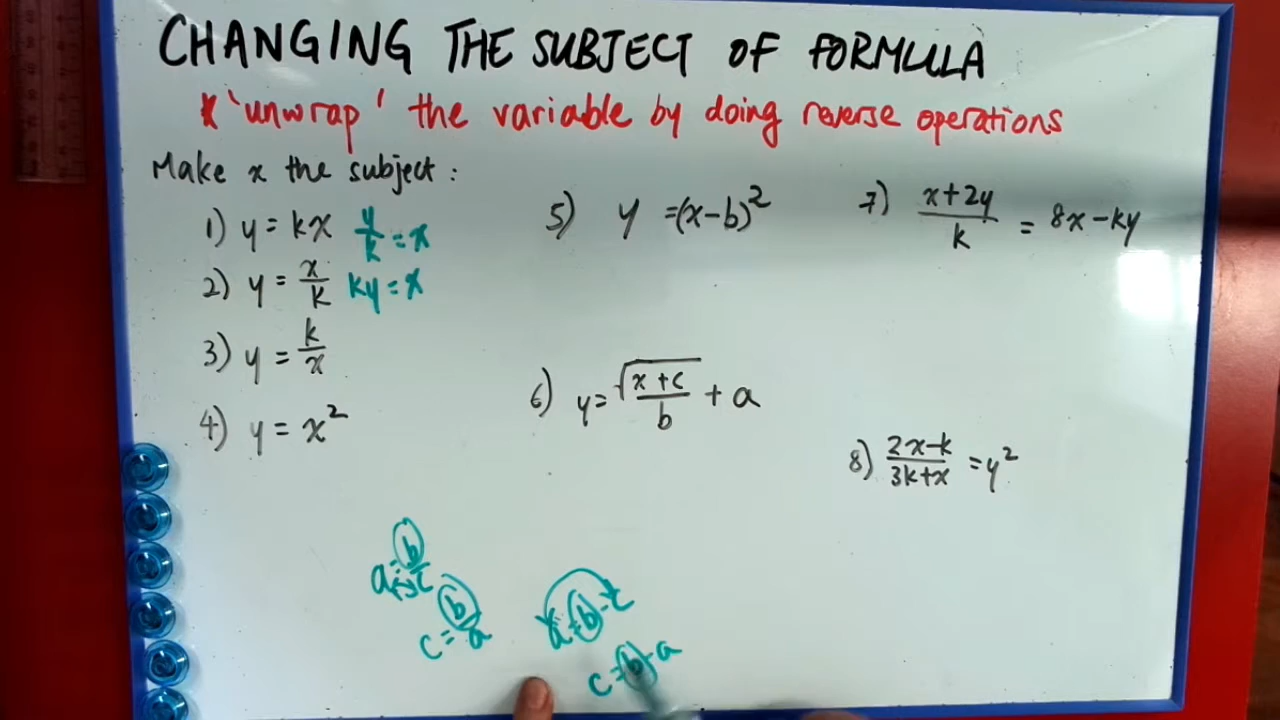 CHANGING THE SUBJECT OF FORMULA
* 'unwrap' the variable by doing reverse operations
Make x the subject :
1) y = kx y/k = x
2) y = x/k ky = x
3) y = k/x
4) y = x²
5) y = (x-b)²
6) y = √(x+c)/b + a
7) (x+2y)/k = 8x-ky
8) (2x-k)/(3k+x) = y²
c = b/a
a = b-c
c = b-a